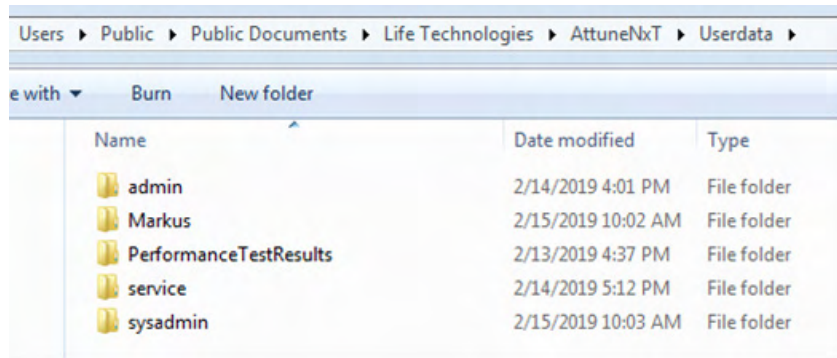 Users ▸ Public ▸ Public Documents ▸ Life Technologies ▸ AttuneNxT ▸ Userdata ▸
e with ▾ Burn New folder
Name Date modified Type
admin 2/14/2019 4:01 PM File folder
Markus 2/15/2019 10:02 AM File folder
PerformanceTestResults 2/13/2019 4:37 PM File folder
service 2/14/2019 5:12 PM File folder
sysadmin 2/15/2019 10:03 AM File folder